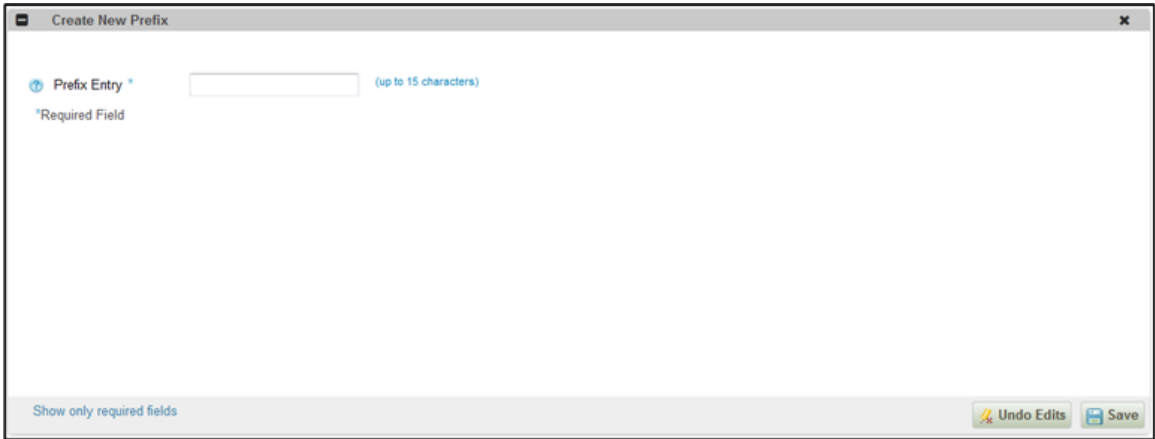 Create New Prefix
Prefix Entry * (up to 15 characters)
*Required Field
Show only required fields Undo Edits Save